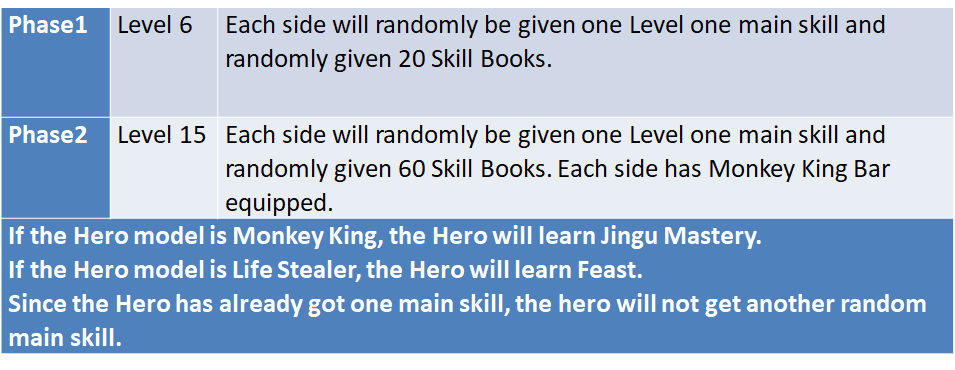 Phase1 Level 6 Each side will randomly be given one Level one main skill and
randomly given 20 Skill Books.
Phase2 Level 15 Each side will randomly be given one Level one main skill and
randomly given 60 Skill Books. Each side has Monkey King Bar
equipped.
If the Hero model is Monkey King, the Hero will learn Jingu Mastery.
If the Hero model is Life Stealer, the Hero will learn Feast.
Since the Hero has already got one main skill, the hero will not get another random
main skill.